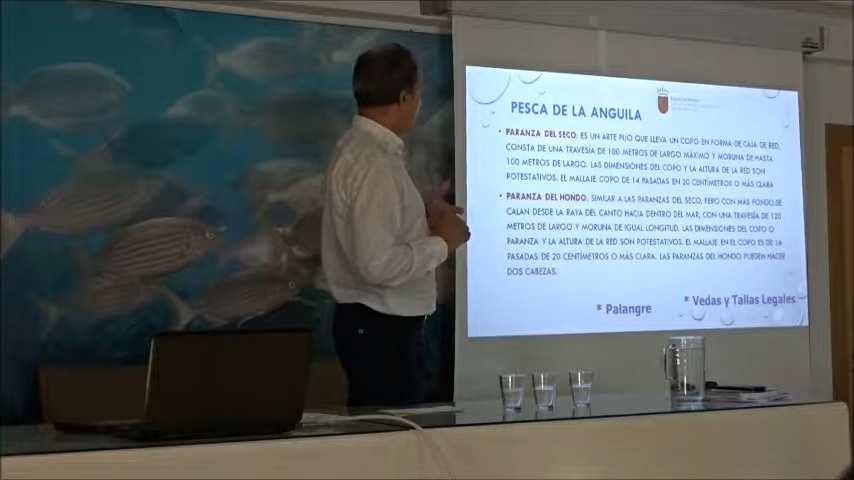 PESCA DE LA ANGUILA
• PARANZA DEL SECO: ES UN ARTE FIJO QUE LLEVA UN COPO EN FORMA DE CAJA DE RED,
CONSTA DE UNA TRAVESÍA DE 100 METROS DE LARGO MÁXIMO Y MORUNA DE HASTA
100 METROS DE LARGO. LAS DIMENSIONES DEL COPO Y LA ALTURA DE LA RED SON
POTESTATIVAS. EL MALLAJE EN EL COPO DE 14 PASADAS EN 20 CENTÍMETROS O MÁS CLARA
• PARANZA DEL HONDO: SIMILAR A LAS PARANZAS DEL SECO, PERO CON MÁS FONDO. SE
CALAN DESDE LA RAYA DEL CANTO HACIA DENTRO DEL MAR, CON UNA TRAVESÍA DE 120
METROS DE LARGO, Y MORUNA DE IGUAL LONGITUD. LAS DIMENSIONES DEL COPO O
PARANZA Y LA ALTURA DE LA RED SON POTESTATIVAS. EL MALLAJE EN EL COPO ES DE 14
PASADAS DE 20 CENTÍMETROS O MÁS CLARA. LAS PARANZAS DEL HONDO PUEDEN HACER
DOS CABEZAS.
* Palangre
* Vedas y Tallas Legales